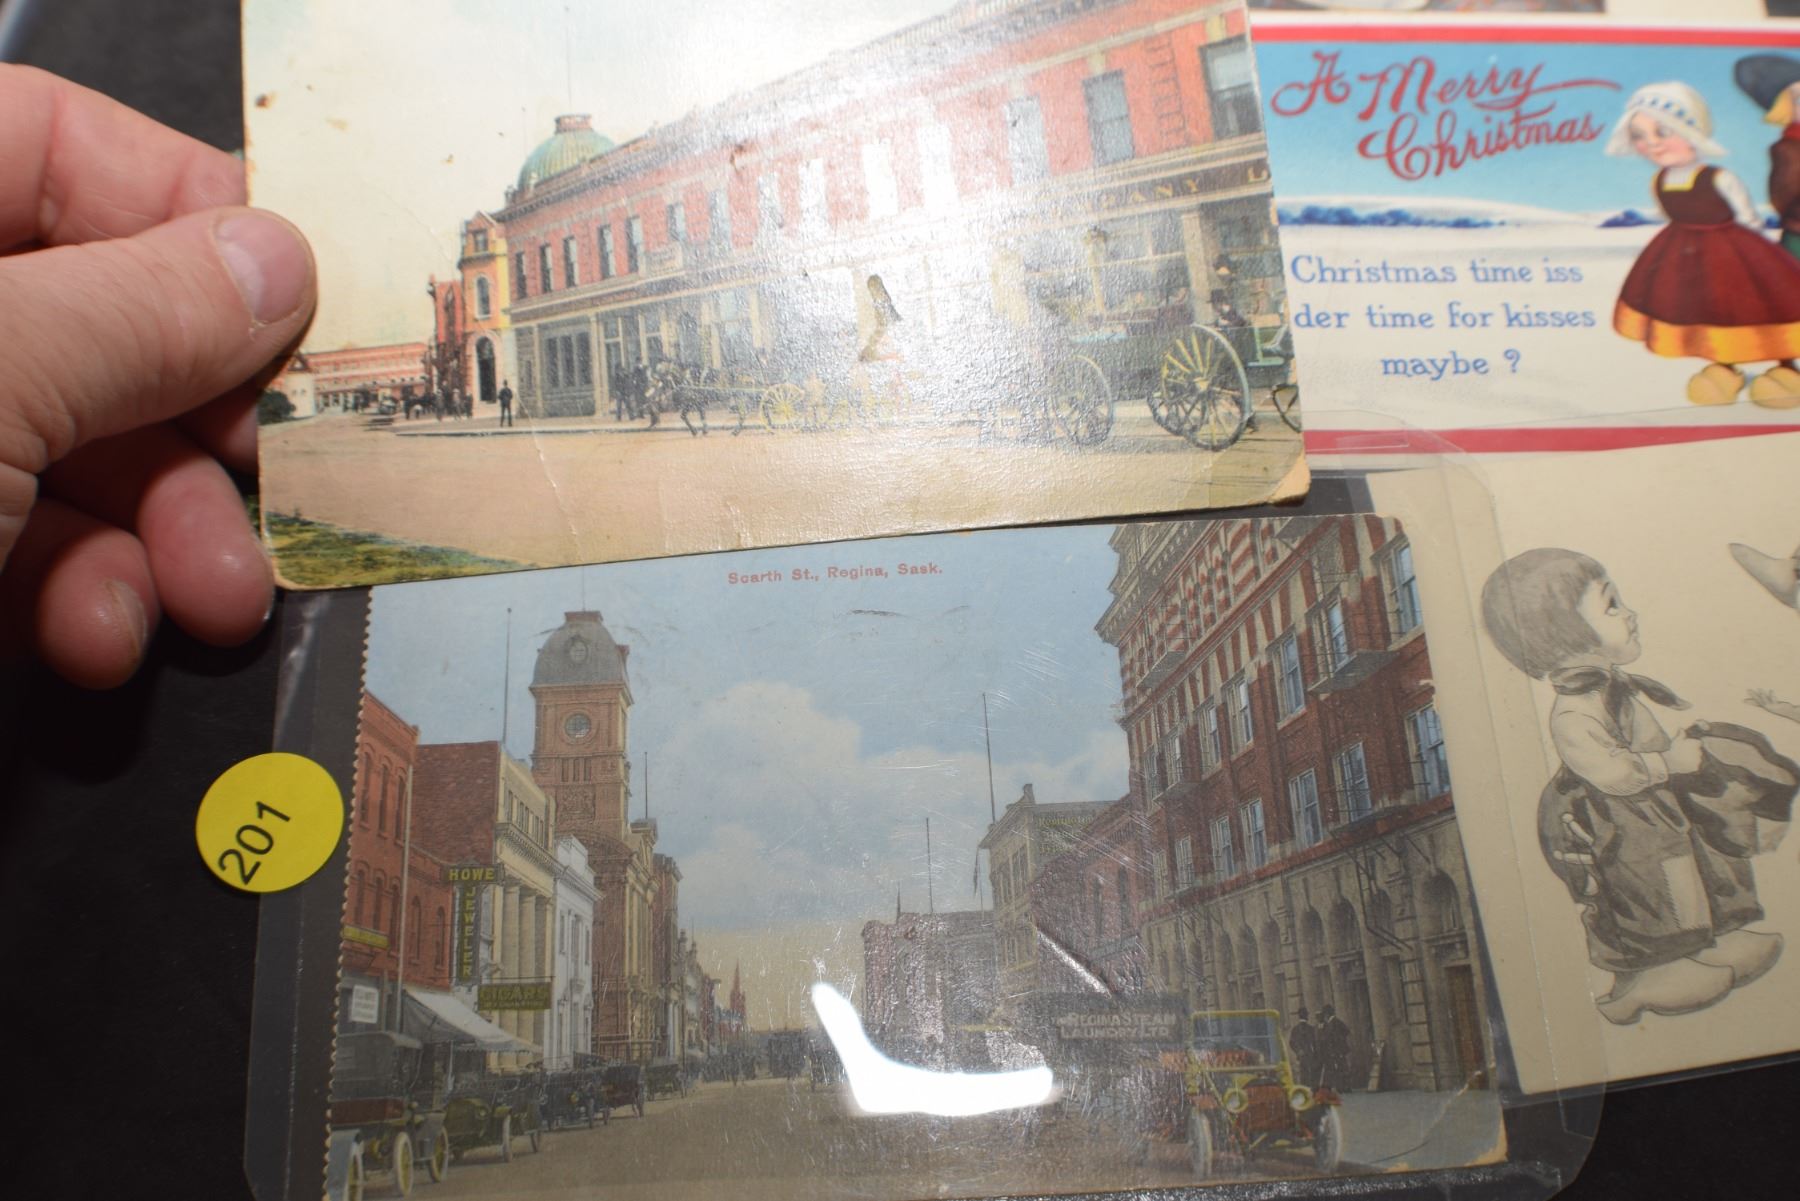 A Merry
Christmas
Christmas time iss
der time for kisses
maybe ?
Scarth St., Regina, Sask.
201
HOWE
JEWELER
CIGARS
REGINA STEAM
LAUNDRY LTD.